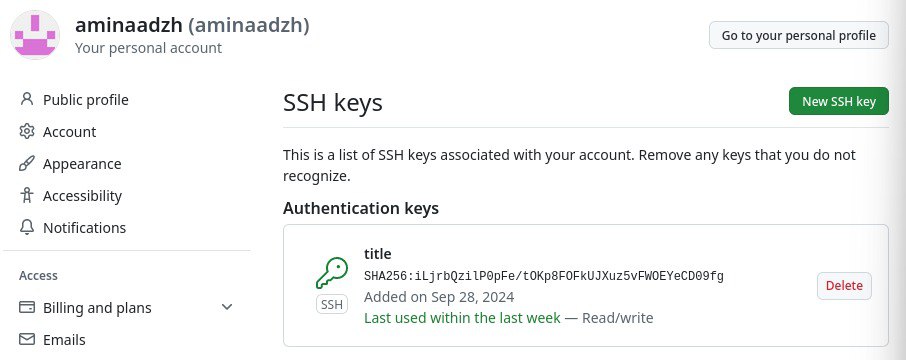 aminaadzh (aminaadzh)
Your personal account
Go to your personal profile
Public profile
Account
Appearance
Accessibility
Notifications
Access
Billing and plans
Emails
SSH keys
New SSH key
This is a list of SSH keys associated with your account. Remove any keys that you do not
recognize.
Authentication keys
title
SHA256:iLjrbQzilP0pFe/tOKp8FOFkUJXuz5vFWOEYeCD09fg
Added on Sep 28, 2024
Last used within the last week — Read/write
SSH
Delete